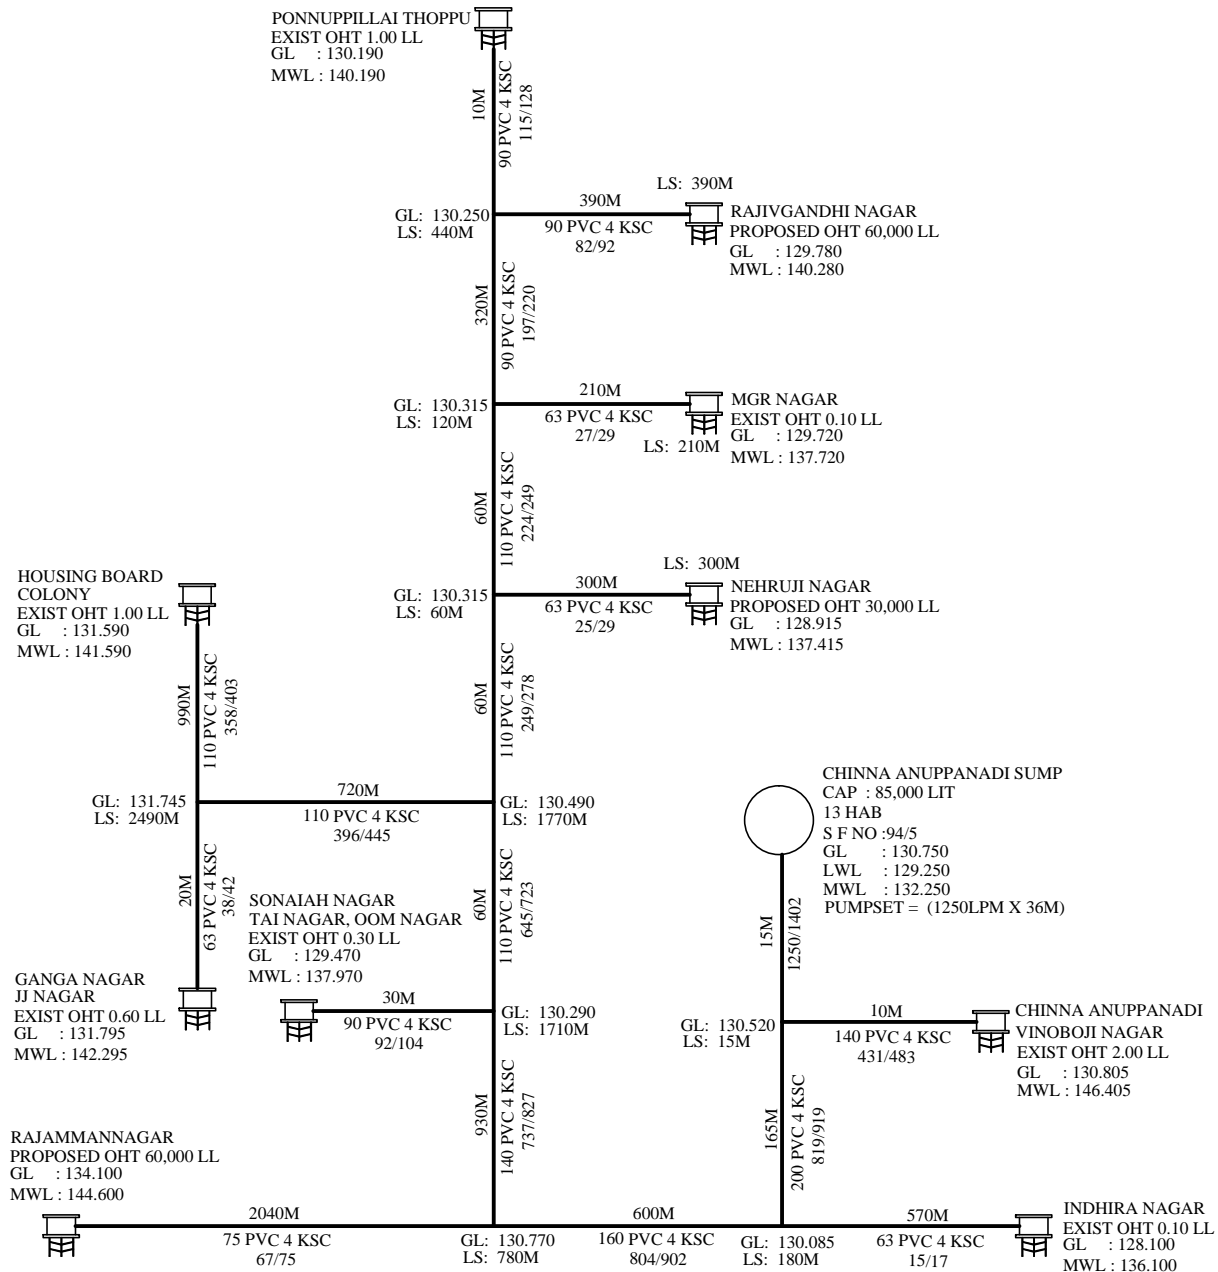 PONNUPPILLAI THOPPU
EXIST OHT 1.00 LL
GL : 130.190
MWL : 140.190
10M
90 PVC 4 KSC
115/128
LS: 390M
GL: 130.250
LS: 440M
390M
90 PVC 4 KSC
82/92
RAJIVGANDHI NAGAR
PROPOSED OHT 60,000 LL
GL : 129.780
MWL : 140.280
320M
90 PVC 4 KSC
197/220
GL: 130.315
LS: 120M
210M
63 PVC 4 KSC
27/29
LS: 210M
MGR NAGAR
EXIST OHT 0.10 LL
GL : 129.720
MWL : 137.720
60M
110 PVC 4 KSC
224/249
LS: 300M
GL: 130.315
LS: 60M
300M
63 PVC 4 KSC
25/29
NEHRUJI NAGAR
PROPOSED OHT 30,000 LL
GL : 128.915
MWL : 137.415
HOUSING BOARD
COLONY
EXIST OHT 1.00 LL
GL : 131.590
MWL : 141.590
990M
110 PVC 4 KSC
358/403
60M
110 PVC 4 KSC
249/278
GL: 131.745
LS: 2490M
720M
110 PVC 4 KSC
396/445
GL: 130.490
LS: 1770M
CHINNA ANUPPANADI SUMP
CAP : 85,000 LIT
13 HAB
S F NO :94/5
GL : 130.750
LWL : 129.250
MWL : 132.250
PUMPSET = (1250LPM X 36M)
20M
63 PVC 4 KSC
38/42
SONAIAH NAGAR
TAI NAGAR, OOM NAGAR
EXIST OHT 0.30 LL
GL : 129.470
MWL : 137.970
60M
110 PVC 4 KSC
645/723
15M
1250/1402
GANGA NAGAR
JJ NAGAR
EXIST OHT 0.60 LL
GL : 131.795
MWL : 142.295
30M
90 PVC 4 KSC
92/104
GL: 130.290
LS: 1710M
GL: 130.520
LS: 15M
10M
140 PVC 4 KSC
431/483
CHINNA ANUPPANADI
VINOBOJI NAGAR
EXIST OHT 2.00 LL
GL : 130.805
MWL : 146.405
930M
140 PVC 4 KSC
737/827
165M
200 PVC 4 KSC
819/919
RAJAMMANNAGAR
PROPOSED OHT 60,000 LL
GL : 134.100
MWL : 144.600
2040M
75 PVC 4 KSC
67/75
GL: 130.770
LS: 780M
600M
160 PVC 4 KSC
804/902
GL: 130.085
LS: 180M
570M
63 PVC 4 KSC
15/17
INDHIRA NAGAR
EXIST OHT 0.10 LL
GL : 128.100
MWL : 136.100